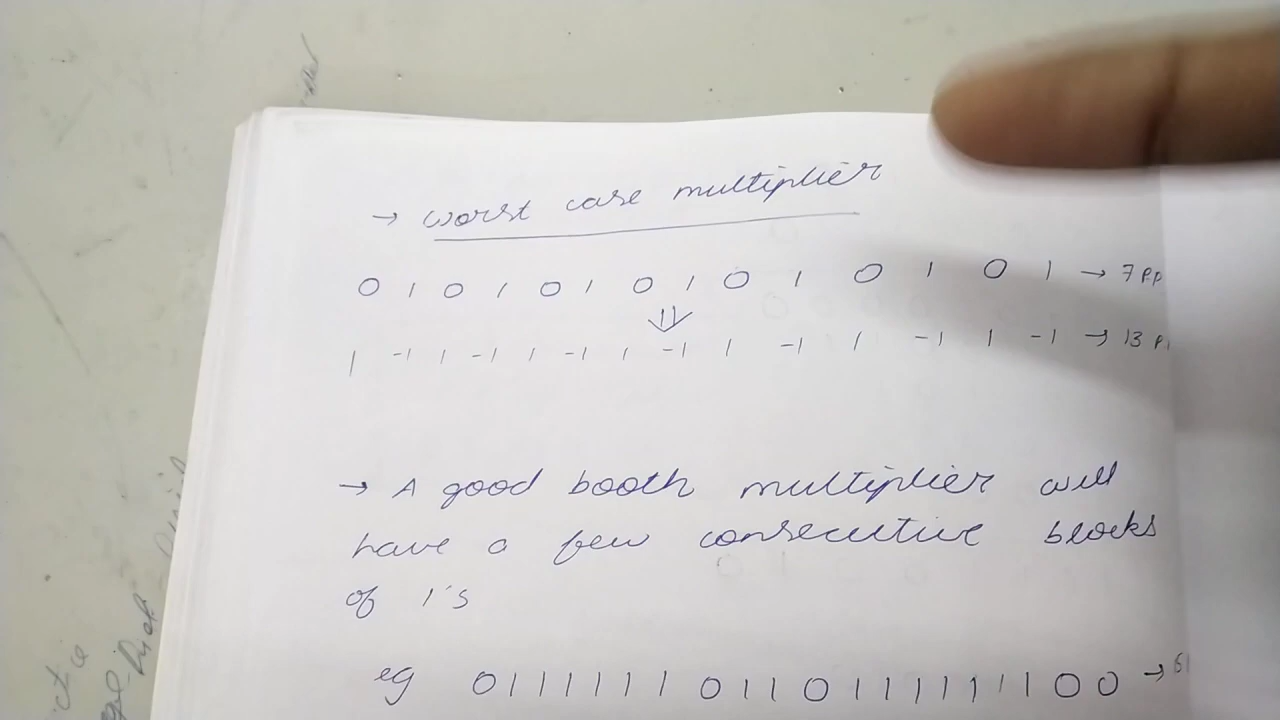 → worst case multiplier
0 1 0 1 0 1 0 1 0 1 0 1 0 1 → 7 PP
1 -1 1 -1 1 -1 1 -1 1 -1 1 -1 1 -1 → 13 P
→ A good booth multiplier will
have a few consecutive blocks
of 1's
eg 0 1 1 1 1 1 1 0 1 1 0 1 1 1 1 1 1 1 0 0 →